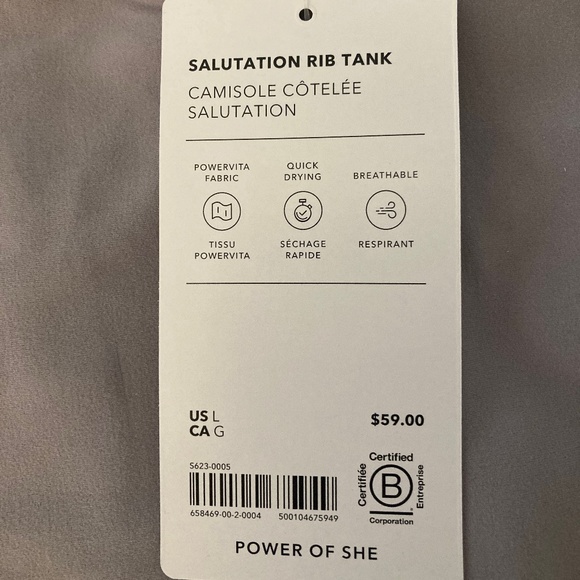 SALUTATION RIB TANK
CAMISOLE CÔTELÉE
SALUTATION
POWERVITA
FABRIC
QUICK
DRYING
BREATHABLE
TISSU
POWERVITA
SÉCHAGE
RAPIDE
RESPIRANT
US L
CA G
$59.00
S623-0005
658469-00-2-0004 500104675949
Certified
Certifiée
B
Entreprise
Corporation
POWER OF SHE